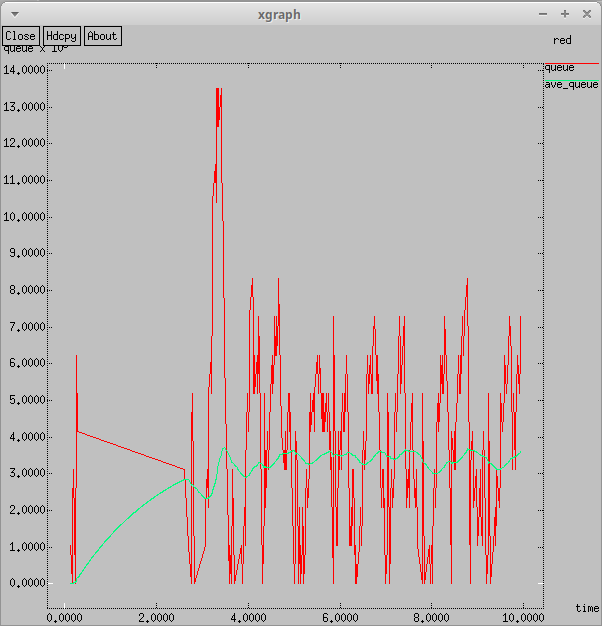 xgraph
Close Hdcpy About
red
queue x 10³
queue
ave_queue
14.0000
13.0000
12.0000
11.0000
10.0000
9.0000
8.0000
7.0000
6.0000
5.0000
4.0000
3.0000
2.0000
1.0000
0.0000
time
0.0000 2.0000 4.0000 6.0000 8.0000 10.0000